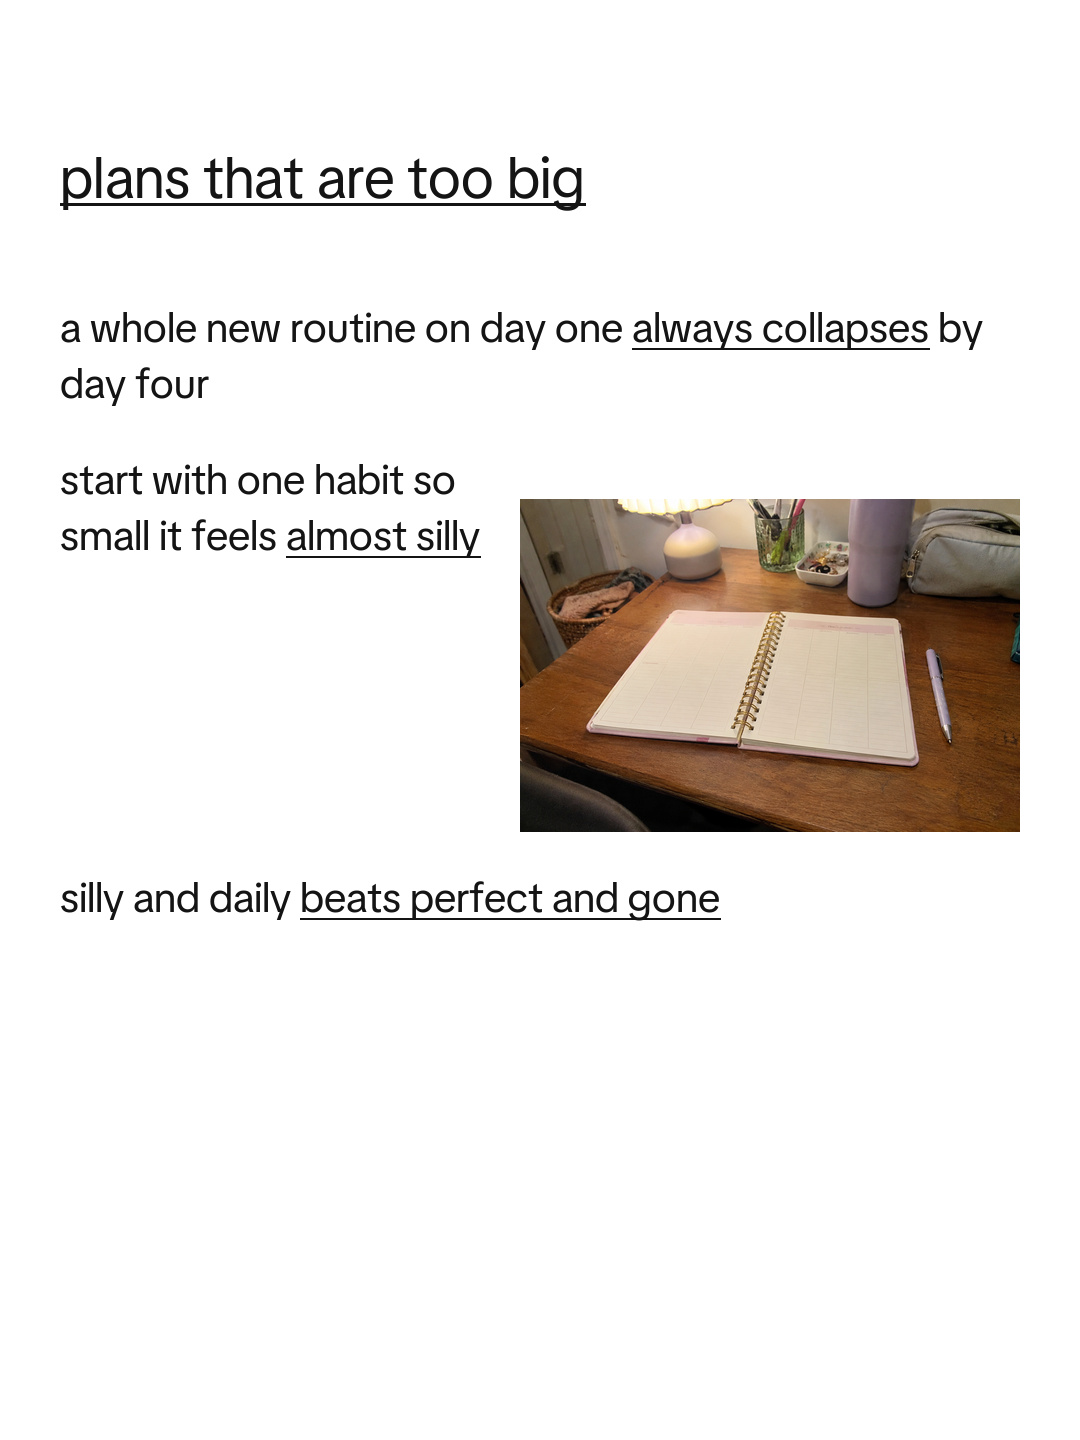 plans that are too big
a whole new routine on day one always collapses by
day four
start with one habit so
small it feels almost silly
silly and daily beats perfect and gone